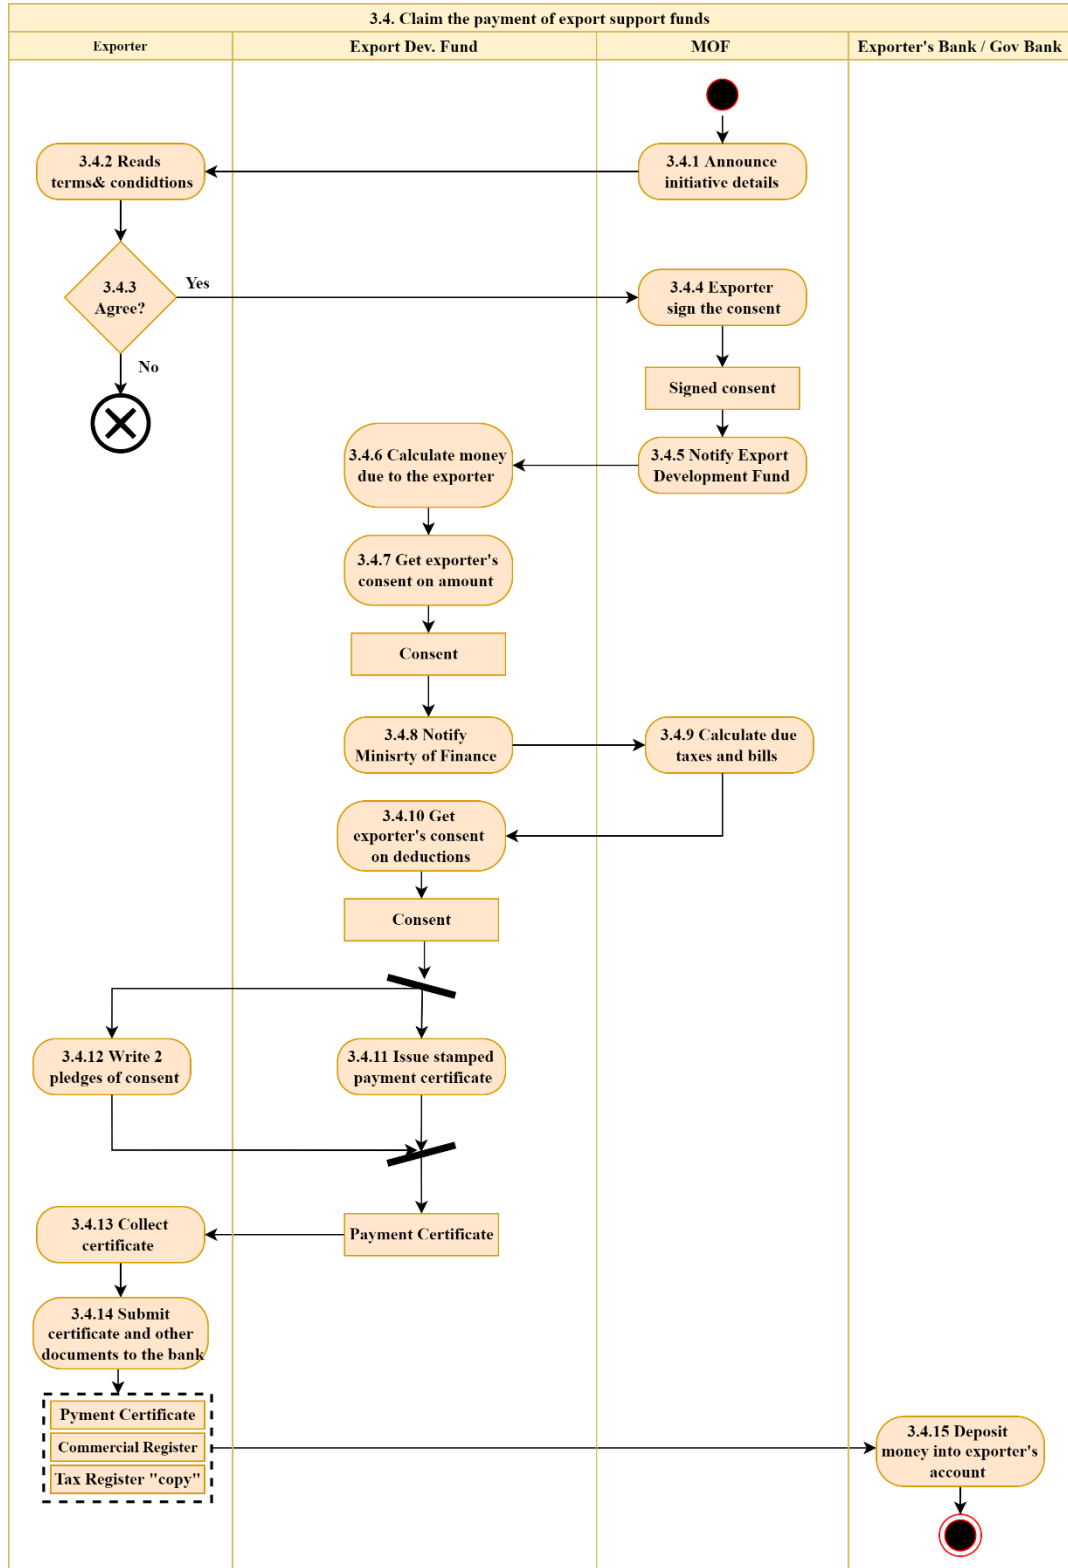 3.4. Claim the payment of export support funds
Exporter
Export Dev. Fund
MOF
Exporter's Bank / Gov Bank
3.4.2 Reads
terms& condidtions
3.4.1 Announce
initiative details
3.4.3
Agree?
Yes
No
3.4.4 Exporter
sign the consent
Signed consent
3.4.5 Notify Export
Development Fund
3.4.6 Calculate money
due to the exporter
3.4.7 Get exporter's
consent on amount
Consent
3.4.8 Notify
Minisrty of Finance
3.4.9 Calculate due
taxes and bills
3.4.10 Get
exporter's consent
on deductions
Consent
3.4.12 Write 2
pledges of consent
3.4.11 Issue stamped
payment certificate
3.4.13 Collect
certificate
Payment Certificate
3.4.14 Submit
certificate and other
documents to the bank
Pyment Certificate
Commercial Register
Tax Register "copy"
3.4.15 Deposit
money into exporter's
account